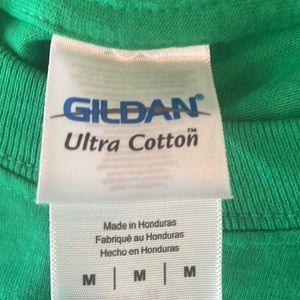 GILDAN®
Ultra Cotton™
Made in Honduras
Fabriqué au Honduras
Hecho en Honduras
M | M | M